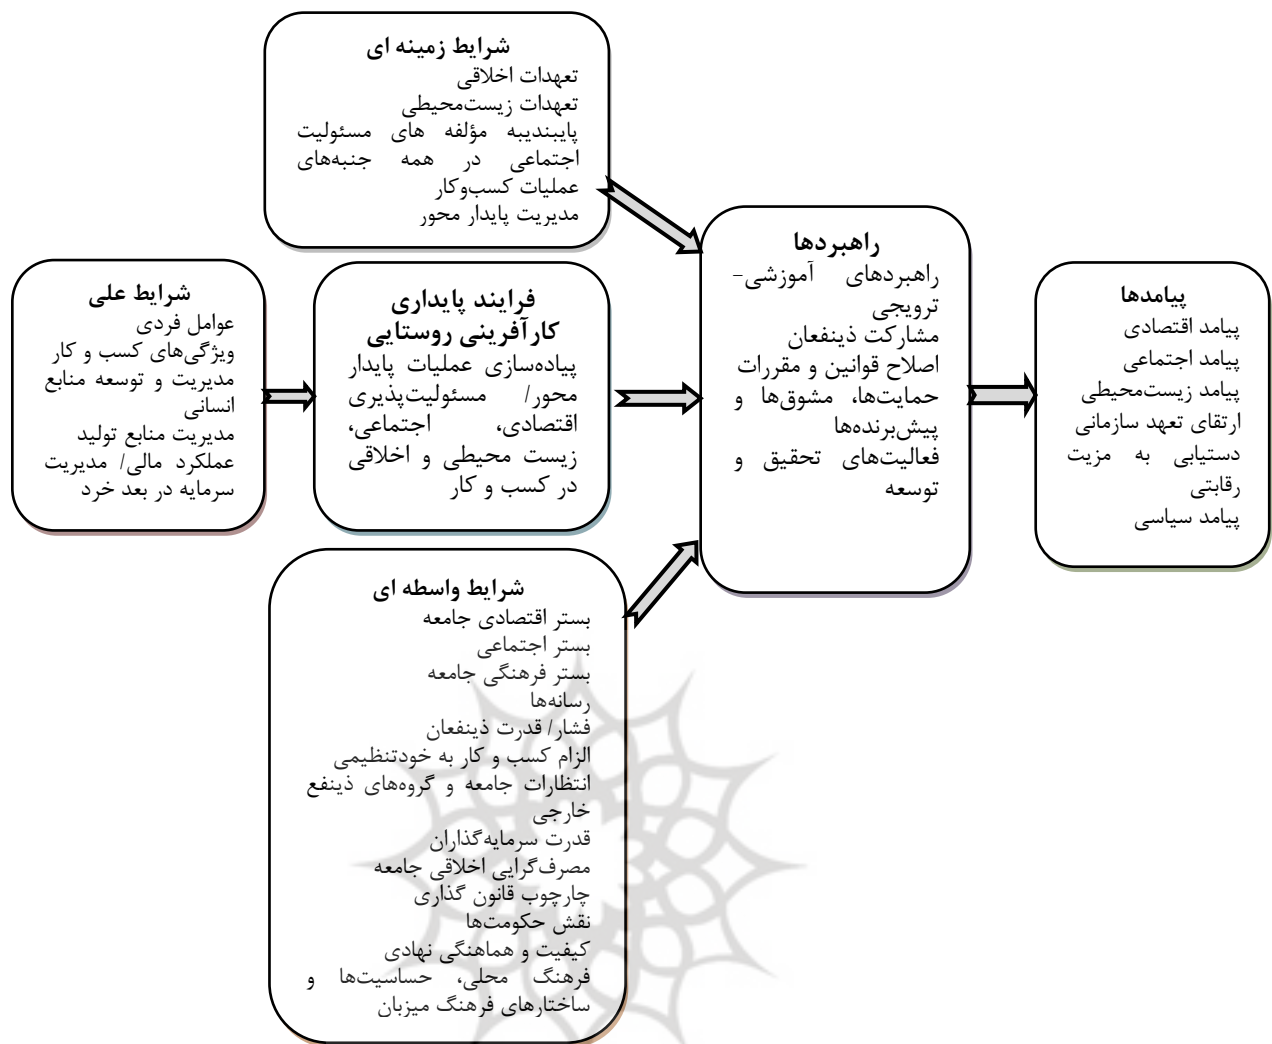 شرایط زمینه ای
تعهدات اخلاقی
تعهدات زیست‌محیطی
پایبندیبه مؤلفه های مسئولیت
اجتماعی در همه جنبه‌های
عملیات کسب‌وکار
مدیریت پایدار محور
شرایط علی
عوامل فردی
ویژگی‌های کسب و کار
مدیریت و توسعه منابع
انسانی
مدیریت منابع تولید
عملکرد مالی/ مدیریت
سرمایه در بعد خرد
فرایند پایداری
کارآفرینی روستایی
پیاده‌سازی عملیات پایدار
محور/ مسئولیت‌پذیری
اقتصادی، اجتماعی،
زیست محیطی و اخلاقی
در کسب و کار
شرایط واسطه ای
بستر اقتصادی جامعه
بستر اجتماعی
بستر فرهنگی جامعه
رسانه‌ها
فشار/ قدرت ذینفعان
الزام کسب و کار به خودتنظیمی
انتظارات جامعه و گروه‌های ذینفع
خارجی
قدرت سرمایه‌گذاران
مصرف‌گرایی اخلاقی جامعه
چارچوب قانون گذاری
نقش حکومت‌ها
کیفیت و هماهنگی نهادی
فرهنگ محلی، حساسیت‌ها و
ساختارهای فرهنگ میزبان
راهبردها
راهبردهای آموزشی-
ترویجی
مشارکت ذینفعان
اصلاح قوانین و مقررات
حمایت‌ها، مشوق‌ها و
پیش‌برنده‌ها
فعالیت‌های تحقیق و
توسعه
پیامدها
پیامد اقتصادی
پیامد اجتماعی
پیامد زیست‌محیطی
ارتقای تعهد سازمانی
دستیابی به مزیت
رقابتی
پیامد سیاسی